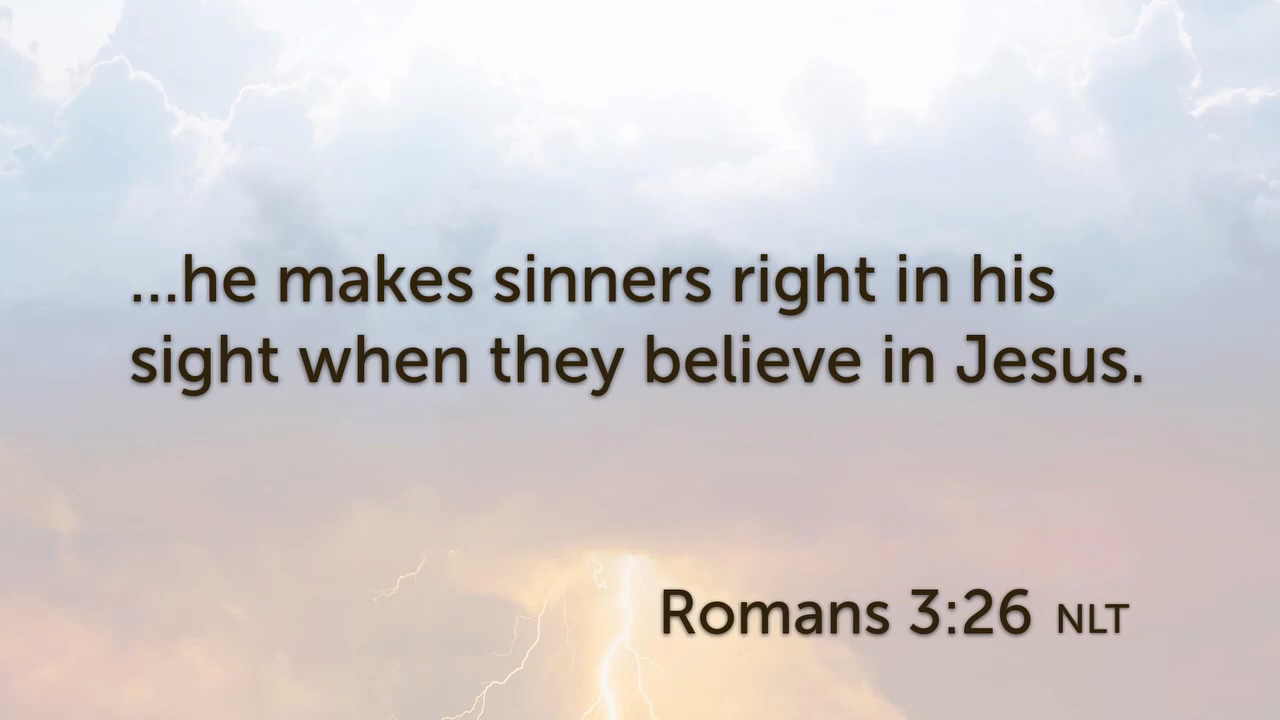 ...he makes sinners right in his
sight when they believe in Jesus.
Romans 3:26 NLT